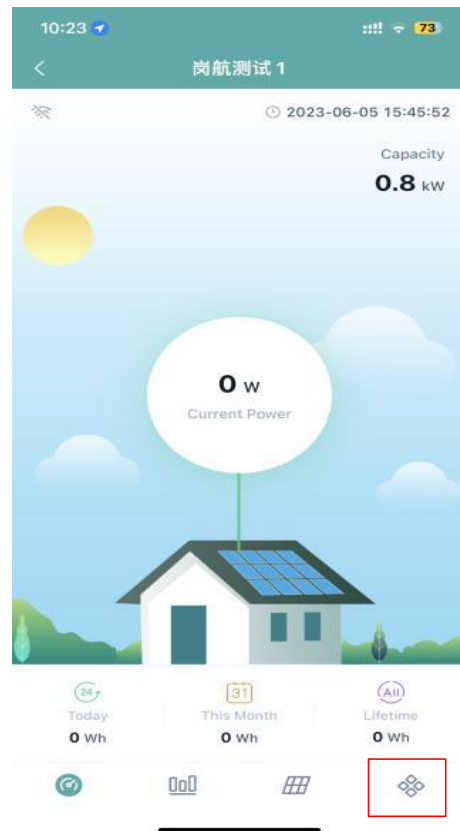 10:23
73
岗航测试 1
2023-06-05 15:45:52
Capacity
0.8 kW
0 w
Current Power
24
31
All
Today
This Month
Lifetime
0 Wh
0 Wh
0 Wh